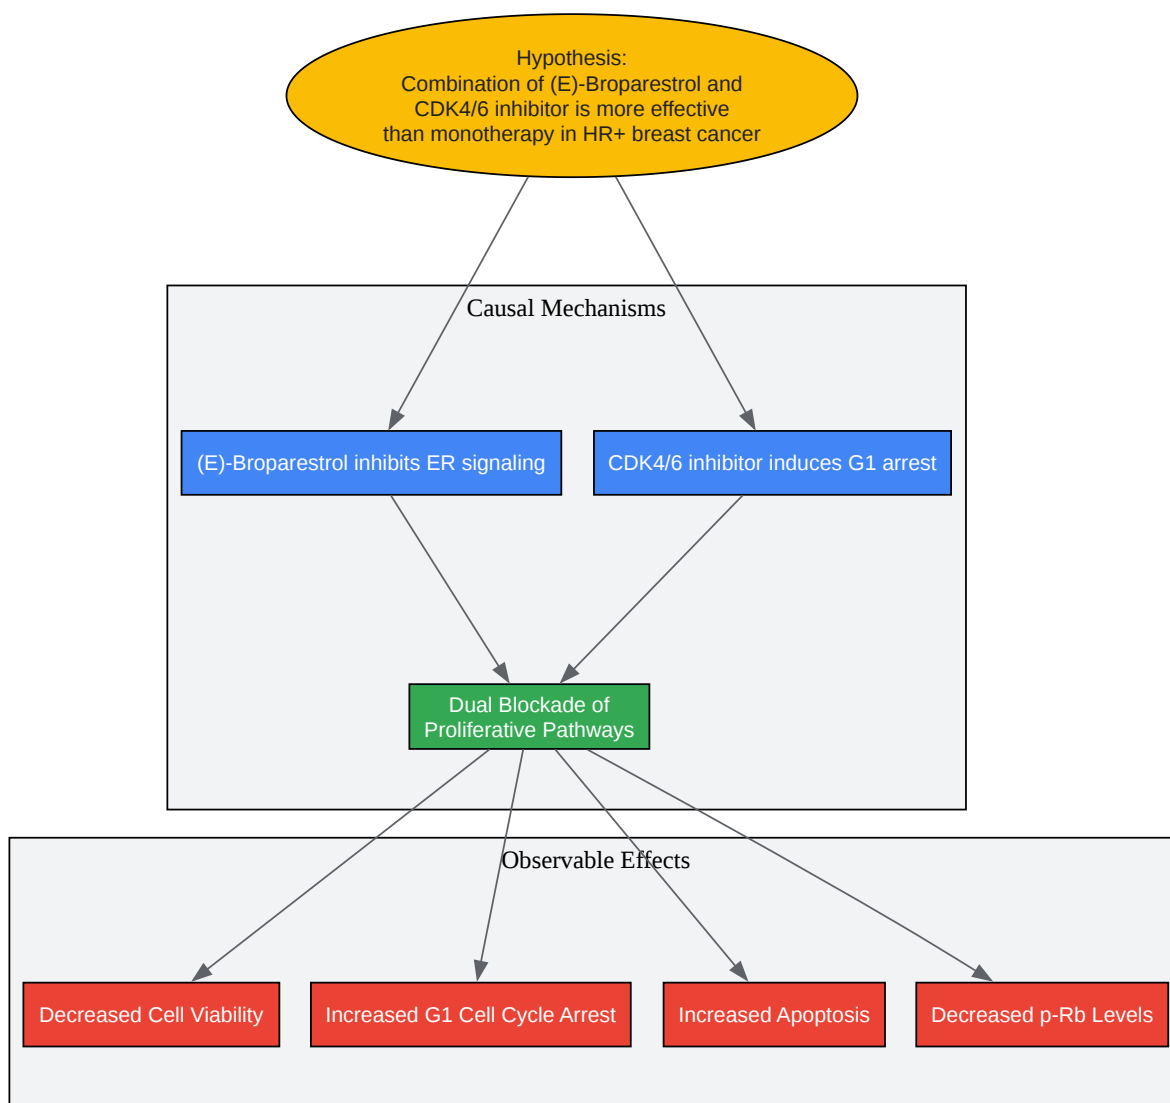 Hypothesis:
Combination of (E)-Broparestrol and
CDK4/6 inhibitor is more effective
than monotherapy in HR+ breast cancer
Causal Mechanisms
(E)-Broparestrol inhibits ER signaling
CDK4/6 inhibitor induces G1 arrest
Dual Blockade of
Proliferative Pathways
Observable Effects
Decreased Cell Viability
Increased G1 Cell Cycle Arrest
Increased Apoptosis
Decreased p-Rb Levels